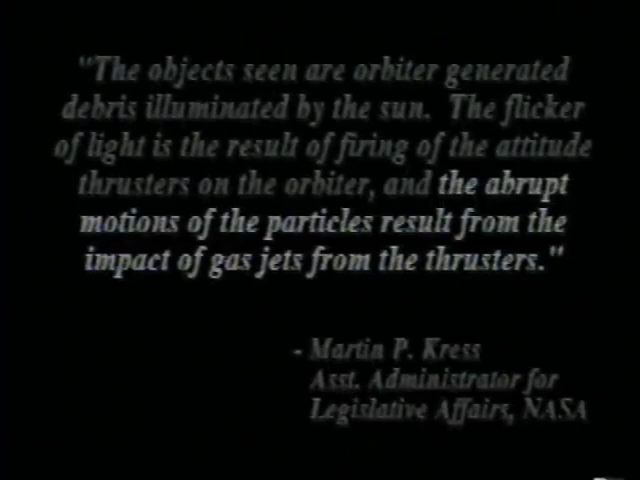 "The objects seen are orbiter generated
debris illuminated by the sun. The flicker
of light is the result of firing of the attitude
thrusters on the orbiter, and the abrupt
motions of the particles result from the
impact of gas jets from the thrusters."
- Martin P. Kress
Asst. Administrator for
Legislative Affairs, NASA